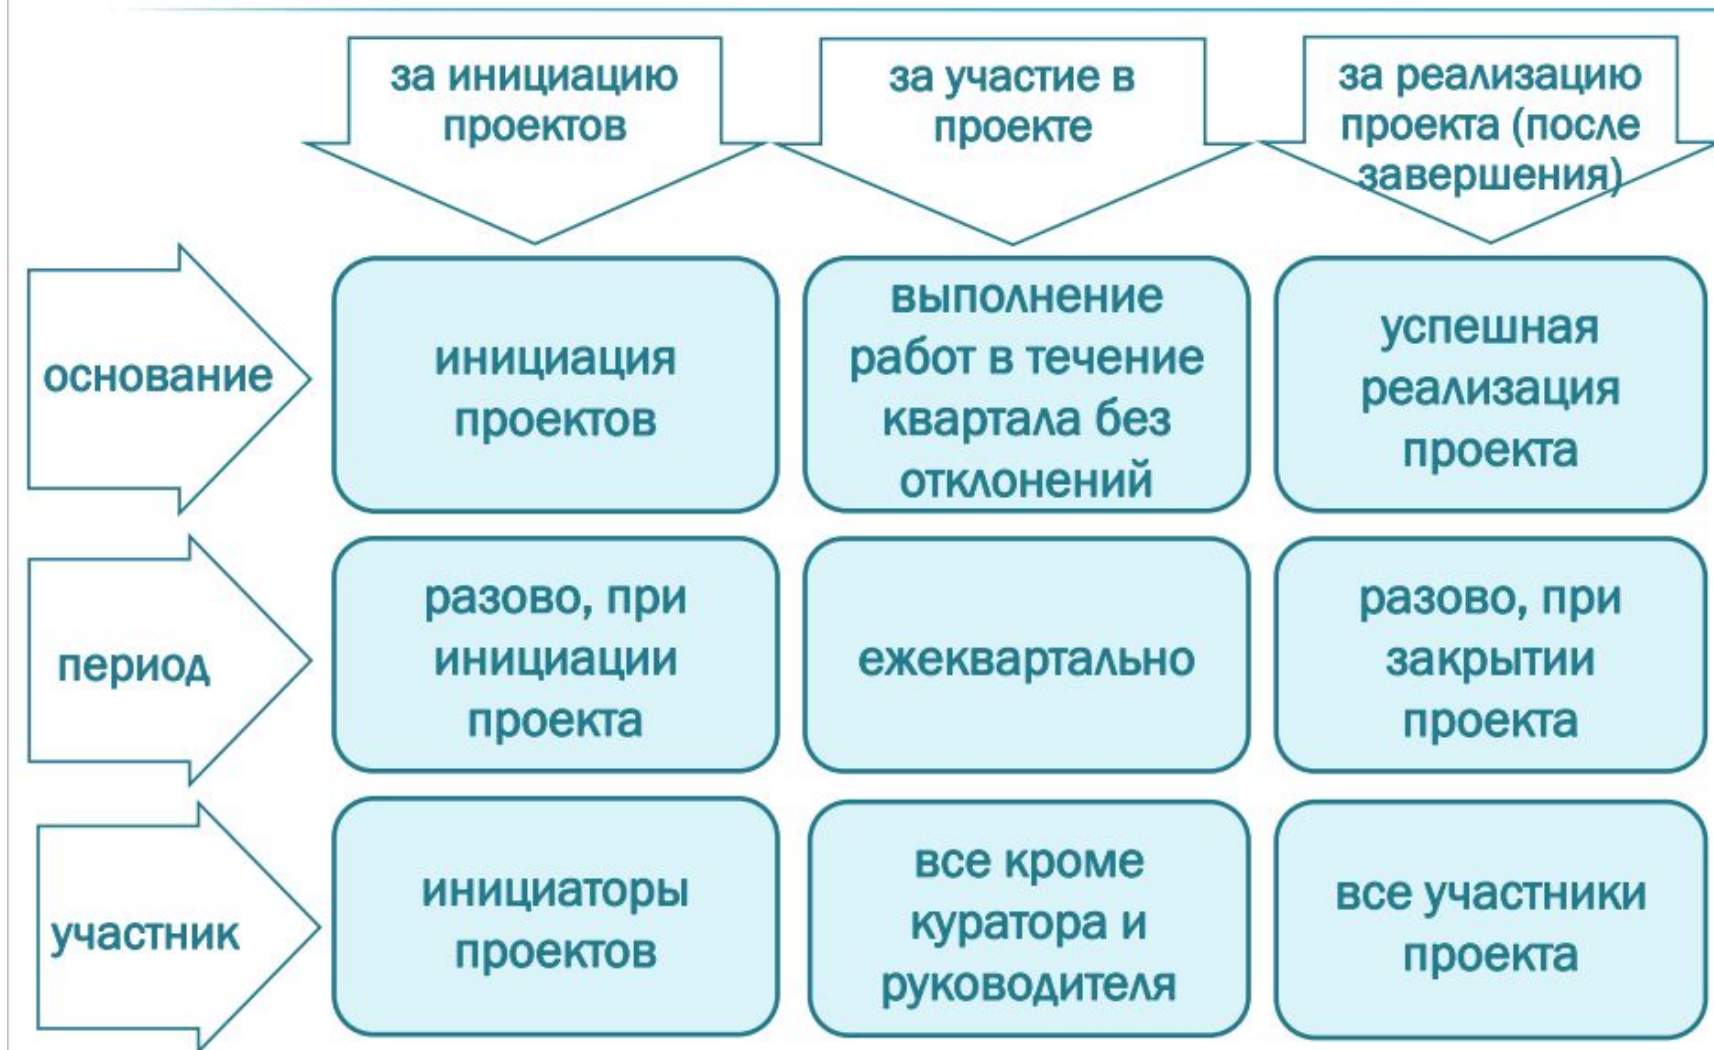 за инициацию
проектов
за участие в
проекте
за реализацию
проекта (после
завершения)
основание
инициация
проектов
выполнение
работ в течение
квартала без
отклонений
успешная
реализация
проекта
период
разово, при
инициации
проекта
ежеквартально
разово, при
закрытии
проекта
участник
инициаторы
проектов
все кроме
куратора и
руководителя
все участники
проекта